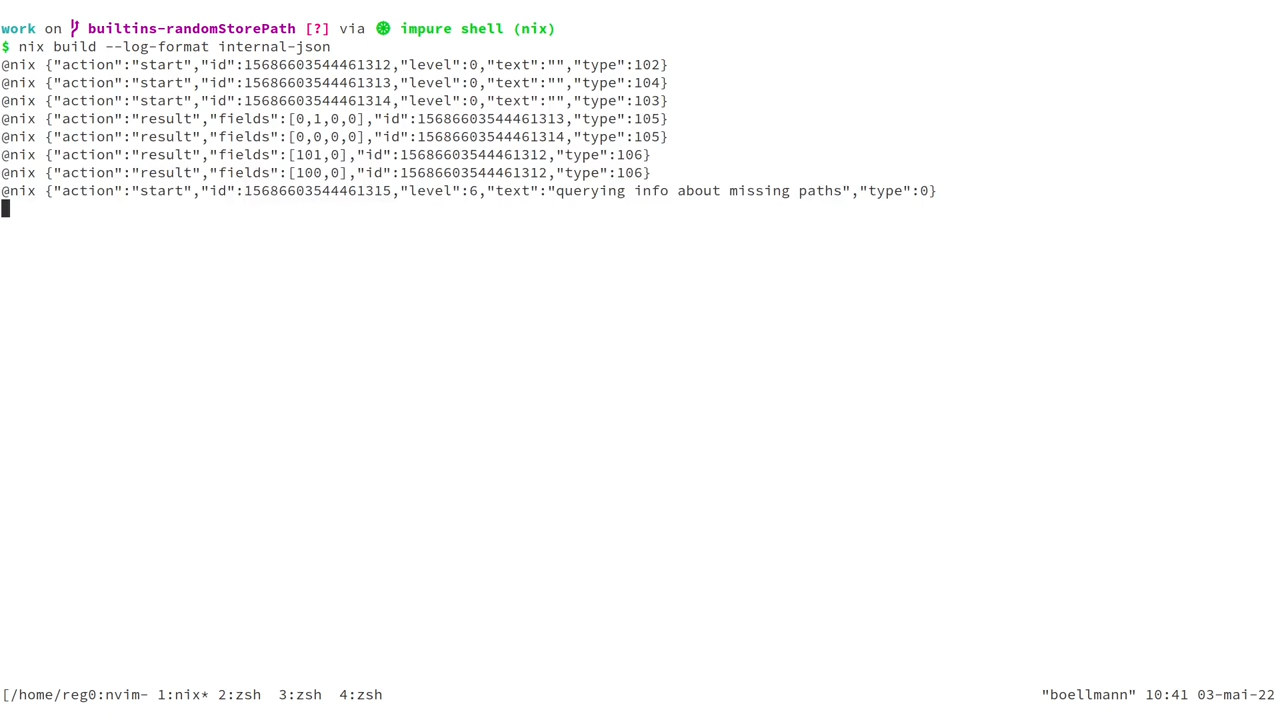 work on builtins-randomStorePath [?] via impure shell (nix)
$ nix build --log-format internal-json
@nix {"action":"start","id":15686603544461312,"level":0,"text":"","type":102}
@nix {"action":"start","id":15686603544461313,"level":0,"text":"","type":104}
@nix {"action":"start","id":15686603544461314,"level":0,"text":"","type":103}
@nix {"action":"result","fields":[0,1,0,0],"id":15686603544461313,"type":105}
@nix {"action":"result","fields":[0,0,0,0],"id":15686603544461314,"type":105}
@nix {"action":"result","fields":[101,0],"id":15686603544461312,"type":106}
@nix {"action":"result","fields":[100,0],"id":15686603544461312,"type":106}
@nix {"action":"start","id":15686603544461315,"level":6,"text":"querying info about missing paths","type":0}
[/home/reg0:nvim- 1:nix* 2:zsh  3:zsh  4:zsh "boellmann" 10:41 03-mai-22